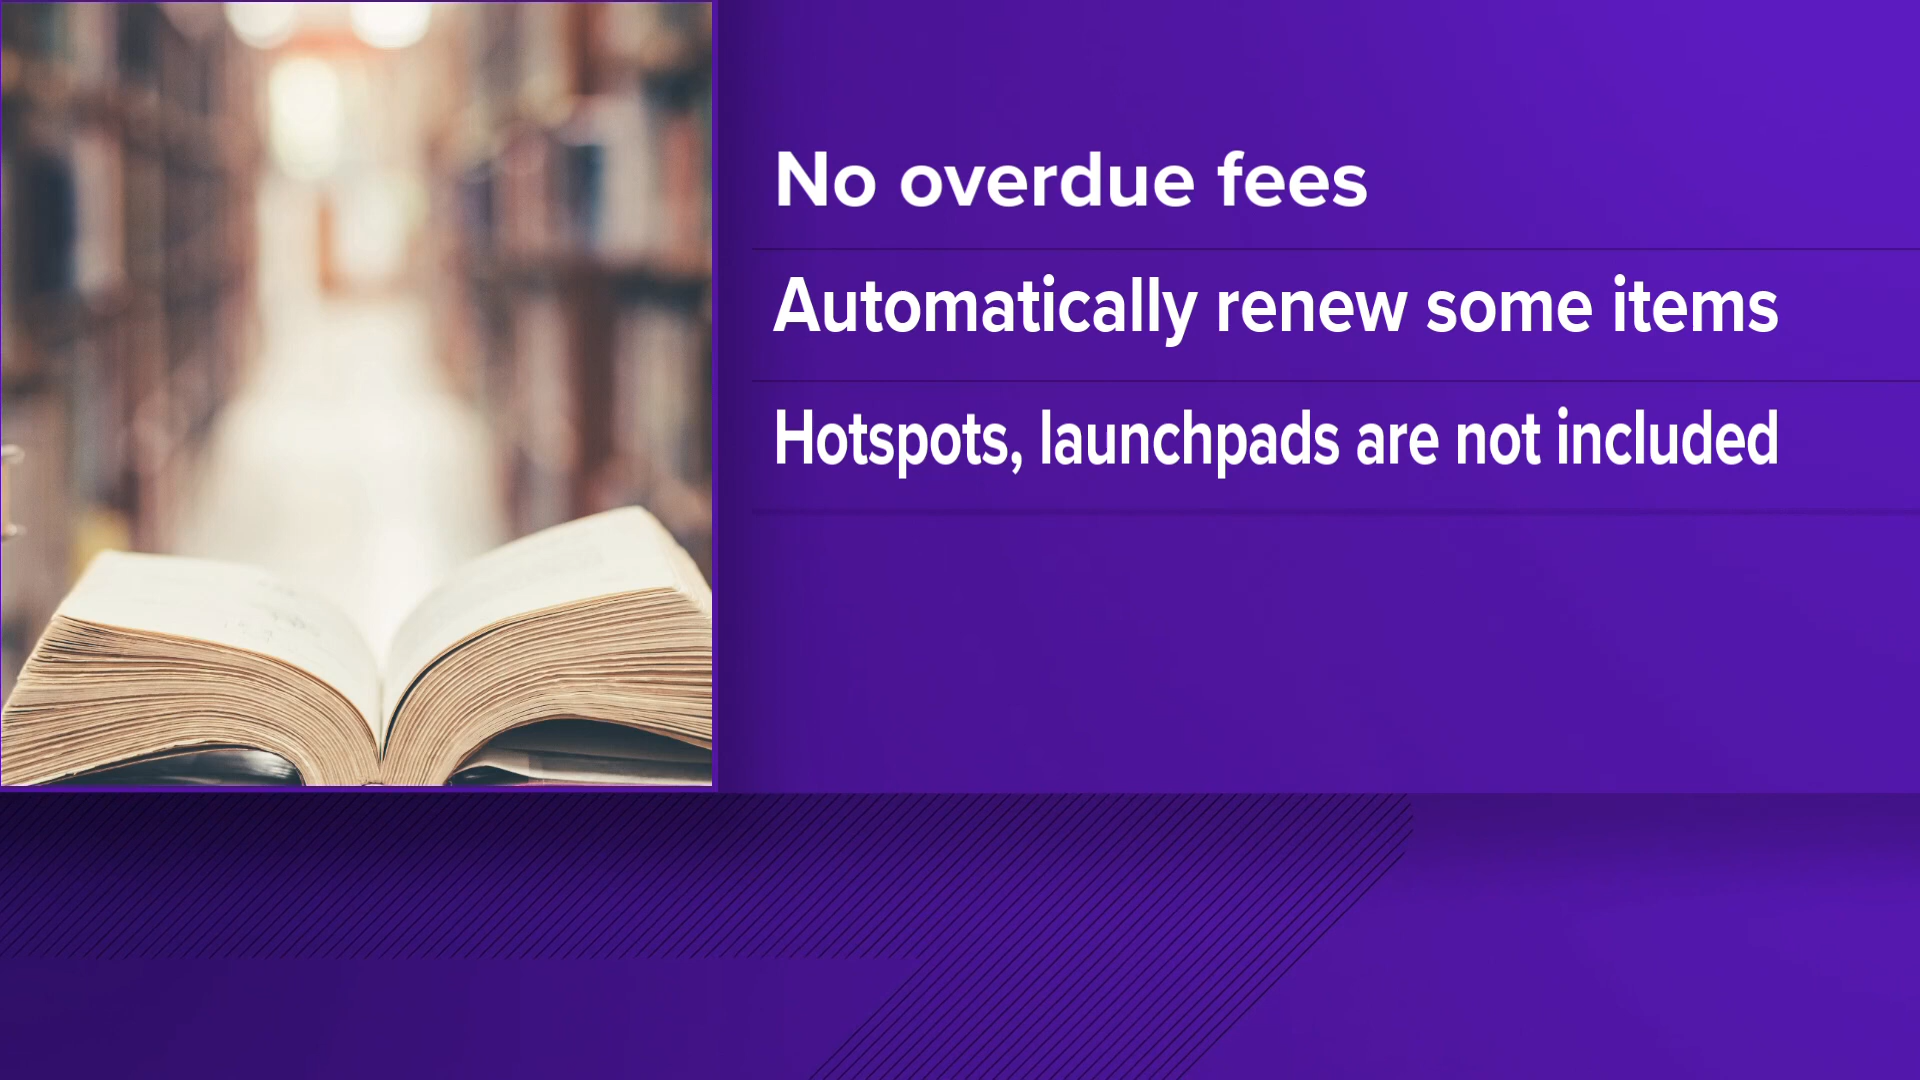 No overdue fees
Automatically renew some items
Hotspots, launchpads are not included